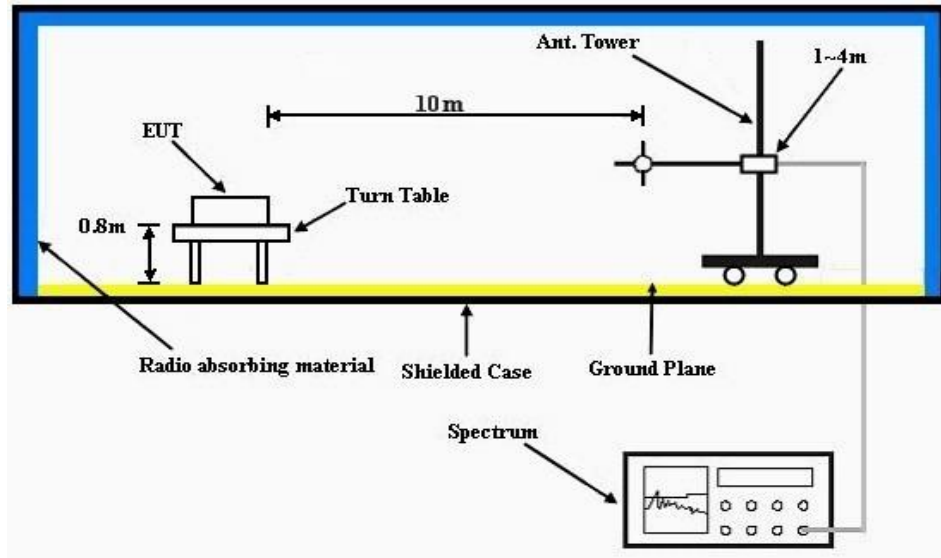 Ant. Tower
1~4m
10m
EUT
Turn Table
0.8m
Radio absorbing material
Shielded Case
Ground Plane
Spectrum